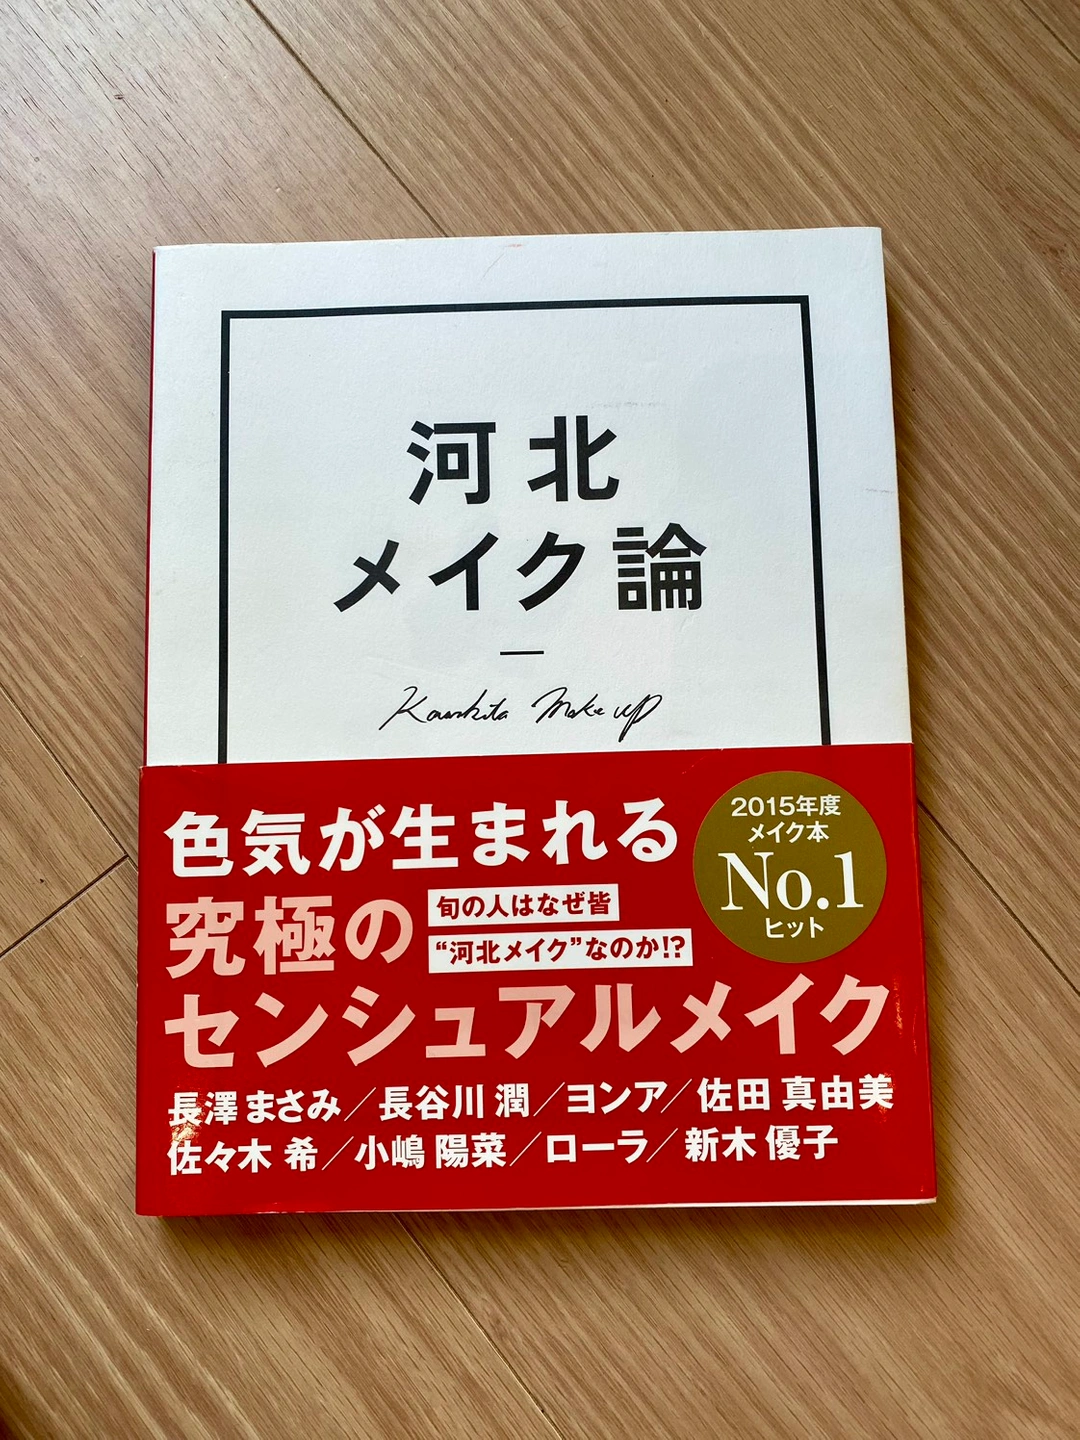 河北
メイク論
Kawakita Make up
色気が生まれる
究極の
旬の人はなぜ皆
“河北メイク”なのか!?
センシュアルメイク
2015年度
メイク本
No.1
ヒット
長澤 まさみ／長谷川 潤／ヨンア／佐田 真由美
佐々木 希／小嶋 陽菜／ローラ／新木 優子